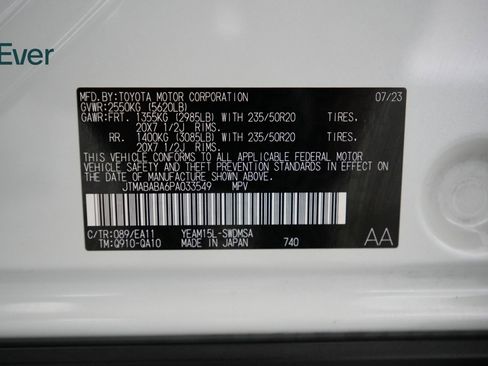 Ever
MFD.BY:TOYOTA MOTOR CORPORATION 07/23
GVWR:2550KG (5620LB)
GAWR:FRT. 1355KG (2985LB) WITH 235/50R20 TIRES.
20X7 1/2J RIMS.
RR. 1400KG (3085LB) WITH 235/50R20 TIRES.
20X7 1/2J RIMS.
THIS VEHICLE CONFORMS TO ALL APPLICABLE FEDERAL MOTOR
VEHICLE SAFETY AND THEFT PREVENTION STANDARDS IN EFFECT
ON THE DATE OF MANUFACTURE SHOWN ABOVE.
JTMABABA6PA033549 MPV
C/TR:089/EA11 YEAM15L-SWDMSA
TM:Q910-QA10 MADE IN JAPAN 740 AA